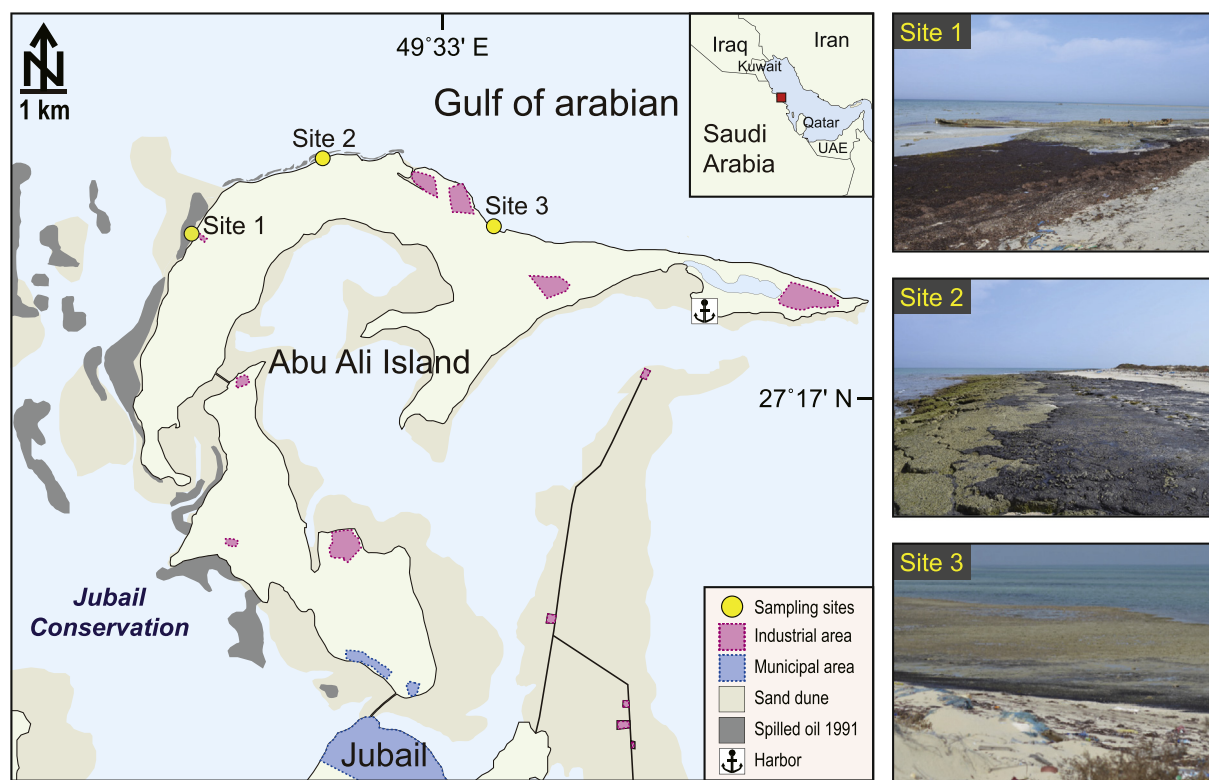 N
1 km
49°33' E
Gulf of arabian
Iraq
Iran
Kuwait
Saudi
Arabia
Qatar
UAE
Site 2
Site 1
Site 3
Abu Ali Island
27°17' N
Jubail
Conservation
Jubail
Sampling sites
Industrial area
Municipal area
Sand dune
Spilled oil 1991
Harbor
Site 1
Site 2
Site 3